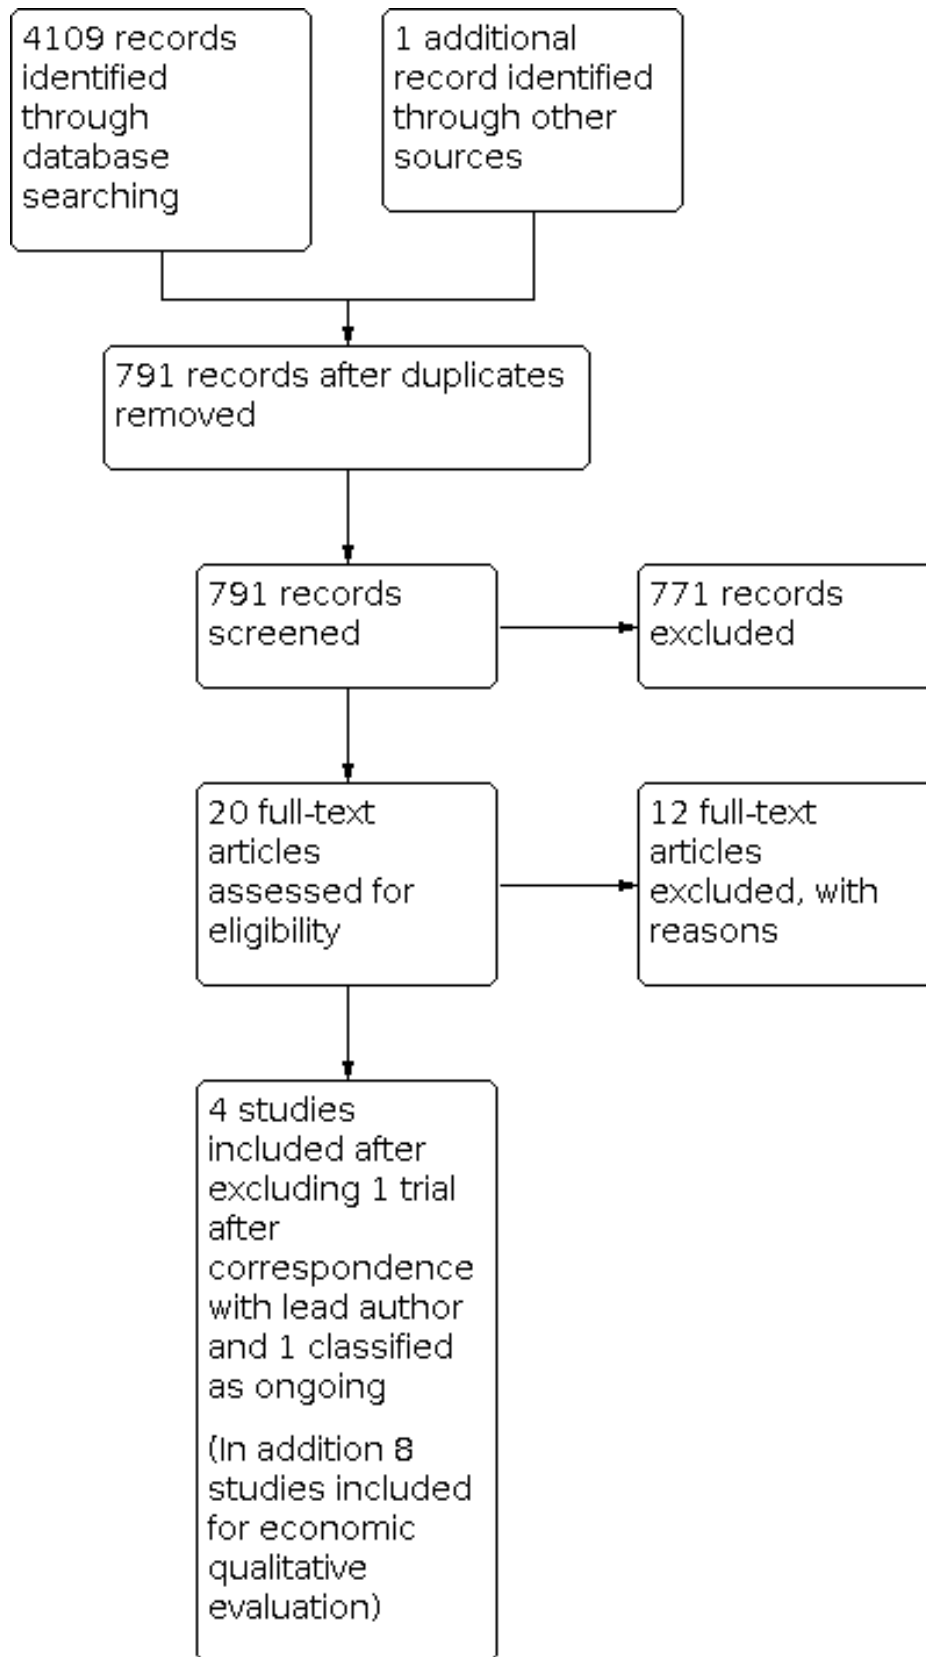 4109 records
identified
through
database
searching
1 additional
record identified
through other
sources
791 records after duplicates
removed
791 records
screened
771 records
excluded
20 full-text
articles
assessed for
eligibility
12 full-text
articles
excluded, with
reasons
4 studies
included after
excluding 1 trial
after
correspondence
with lead author
and 1 classified
as ongoing
(In addition 8
studies included
for economic
qualitative
evaluation)